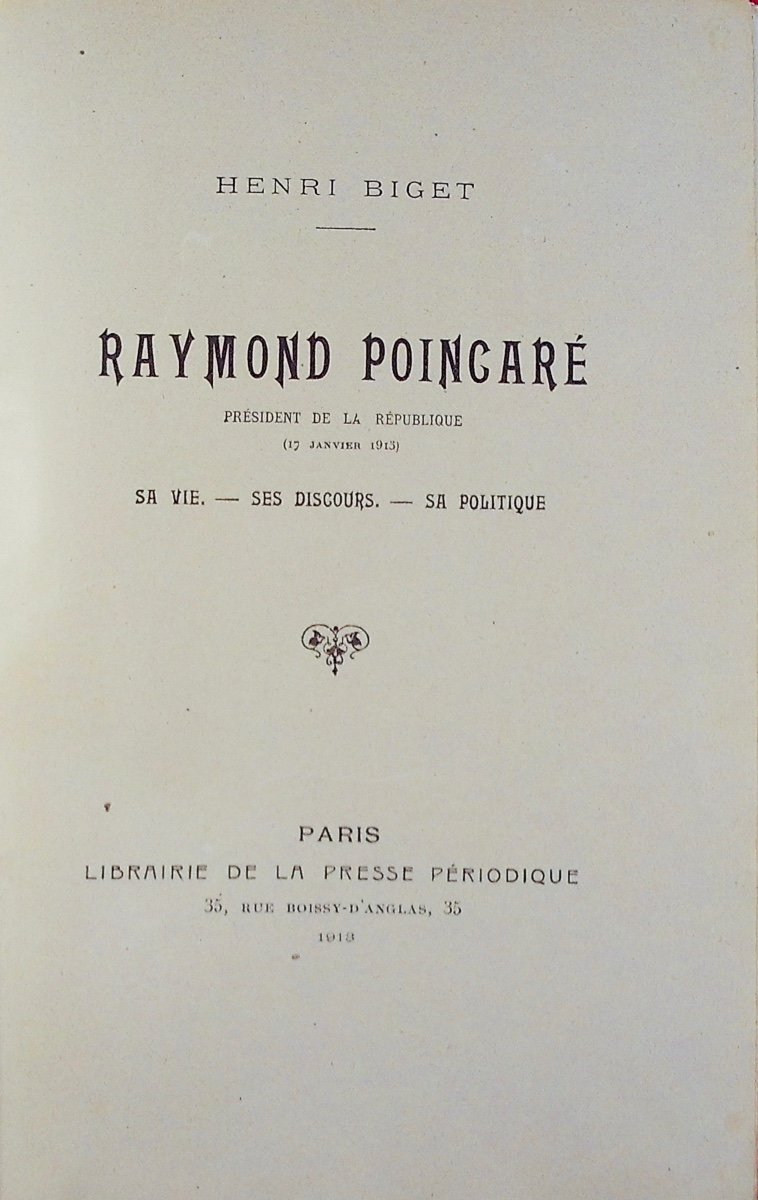 HENRI BIGET
RAYMOND POINCARÉ
PRÉSIDENT DE LA RÉPUBLIQUE
(17 JANVIER 1913)
SA VIE. — SES DISCOURS. — SA POLITIQUE
PARIS
LIBRAIRIE DE LA PRESSE PÉRIODIQUE
35, RUE BOISSY-D'ANGLAS, 35
1913